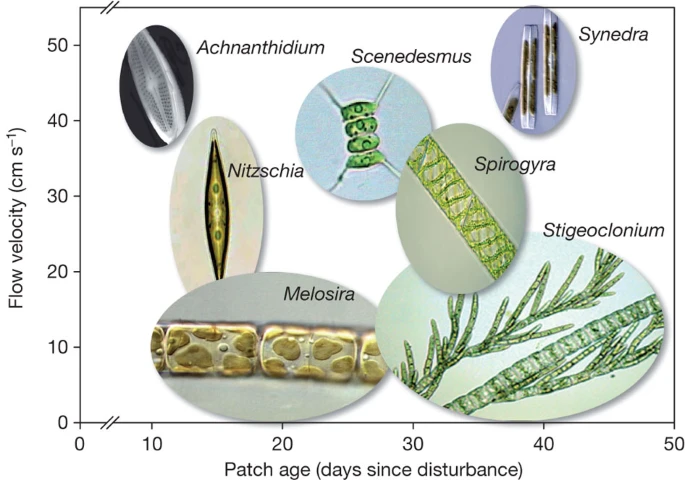 50
40
30
20
10
0
Flow velocity (cm s⁻¹)
Achnanthidium
Scenedesmus
Synedra
Nitzschia
Spirogyra
Stigeoclonium
Melosira
0 10 20 30 40 50
Patch age (days since disturbance)